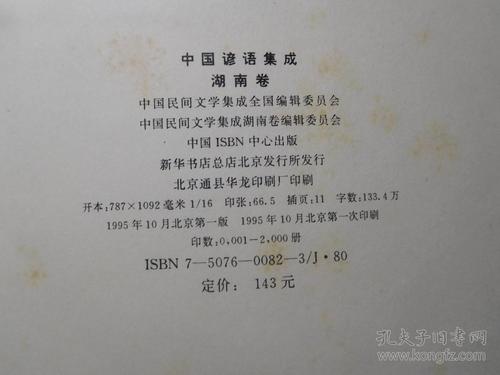 中国谚语集成
湖南卷
中国民间文学集成全国编辑委员会
中国民间文学集成湖南卷编辑委员会
中国ISBN中心出版
新华书店总店北京发行所发行
北京通县华龙印刷厂印刷
开本:787×1092毫米 1/16 印张:66.5 插页:11 字数:133.4万
1995年10月北京第一版 1995年10月北京第一次印刷
印数:0,001—2,000册
ISBN 7—5076—0082—3/J·80
定价: 143元
孔夫子旧书网
www.kongfz.com